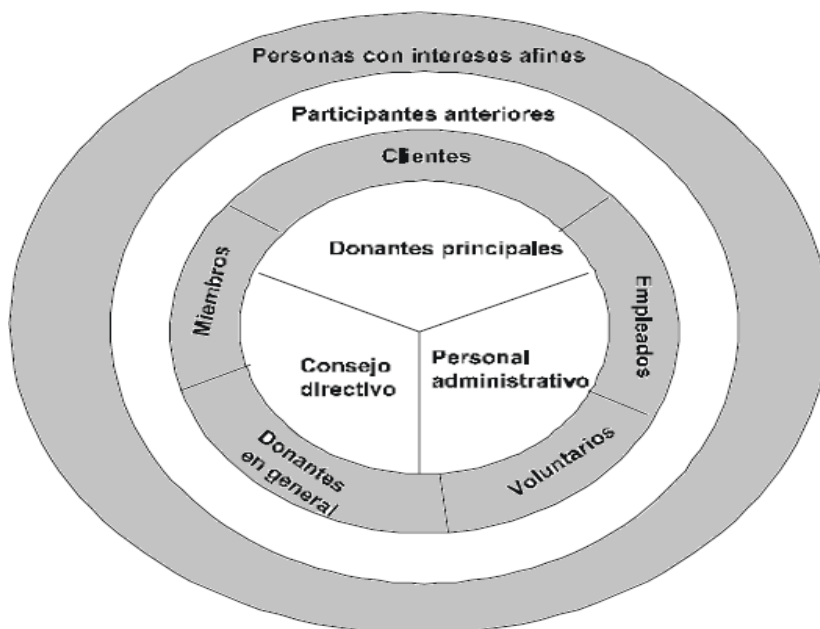 Personas con intereses afines
Participantes anteriores
Clientes
Donantes principales
Miembros
Empleados
Consejo
directivo
Personal
administrativo
Donantes
en general
Voluntarios